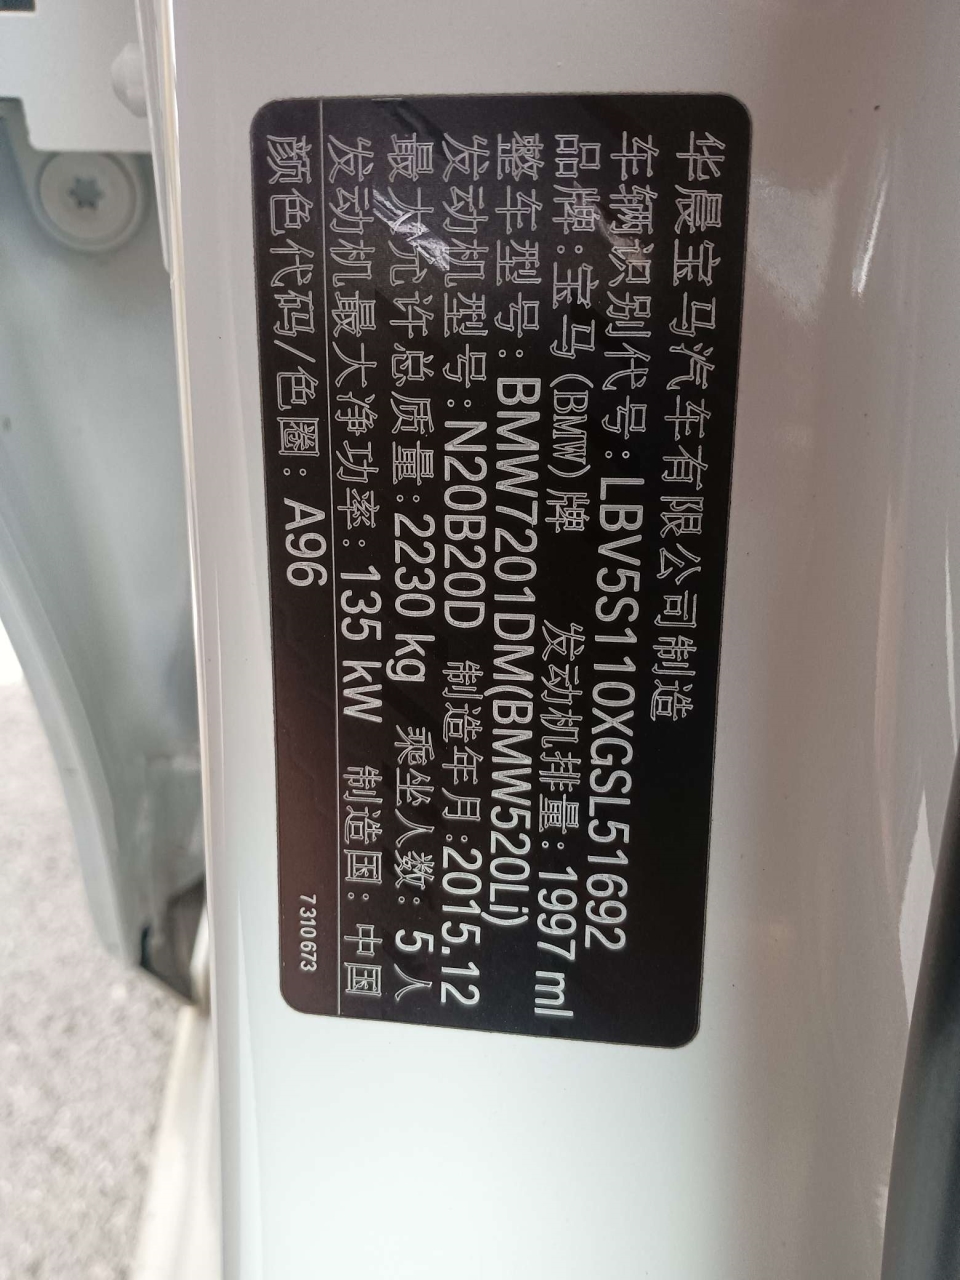 华晨宝马汽车有限公司制造
车辆识别代号：LBV5S110XGSL51692
品牌：宝马(BMW)牌 发动机排量：1997 ml
整车型号：BMW7201DM(BMW520Li)
发动机型号：N20B20D 制造年月：2015.12
最大允许总质量：2230 kg 乘坐人数：5人
发动机最大净功率：135 kW 制造国：中国
颜色代码/色圈：A96
7310673